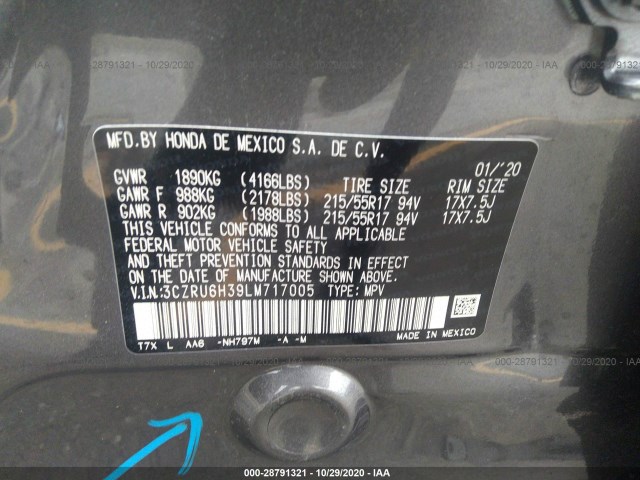 000-28791321 - 10/29/2020 - IAA
MFD.BY HONDA DE MEXICO S.A. DE C.V.
GVWR 1890KG (4166LBS) TIRE SIZE RIM SIZE 01/'20
GAWR F 988KG (2178LBS) 215/55R17 94V 17X7.5J
GAWR R 902KG (1988LBS) 215/55R17 94V 17X7.5J
THIS VEHICLE CONFORMS TO ALL APPLICABLE
FEDERAL MOTOR VEHICLE SAFETY
AND THEFT PREVENTION STANDARDS IN EFFECT
ON THE DATE OF MANUFACTURE SHOWN ABOVE.
V.I.N:3CZRU6H39LM717005 TYPE: MPV
T7X L AA6 -NH797M -A -M MADE IN MEXICO
000-28791321 - 10/29/2020 - IAA